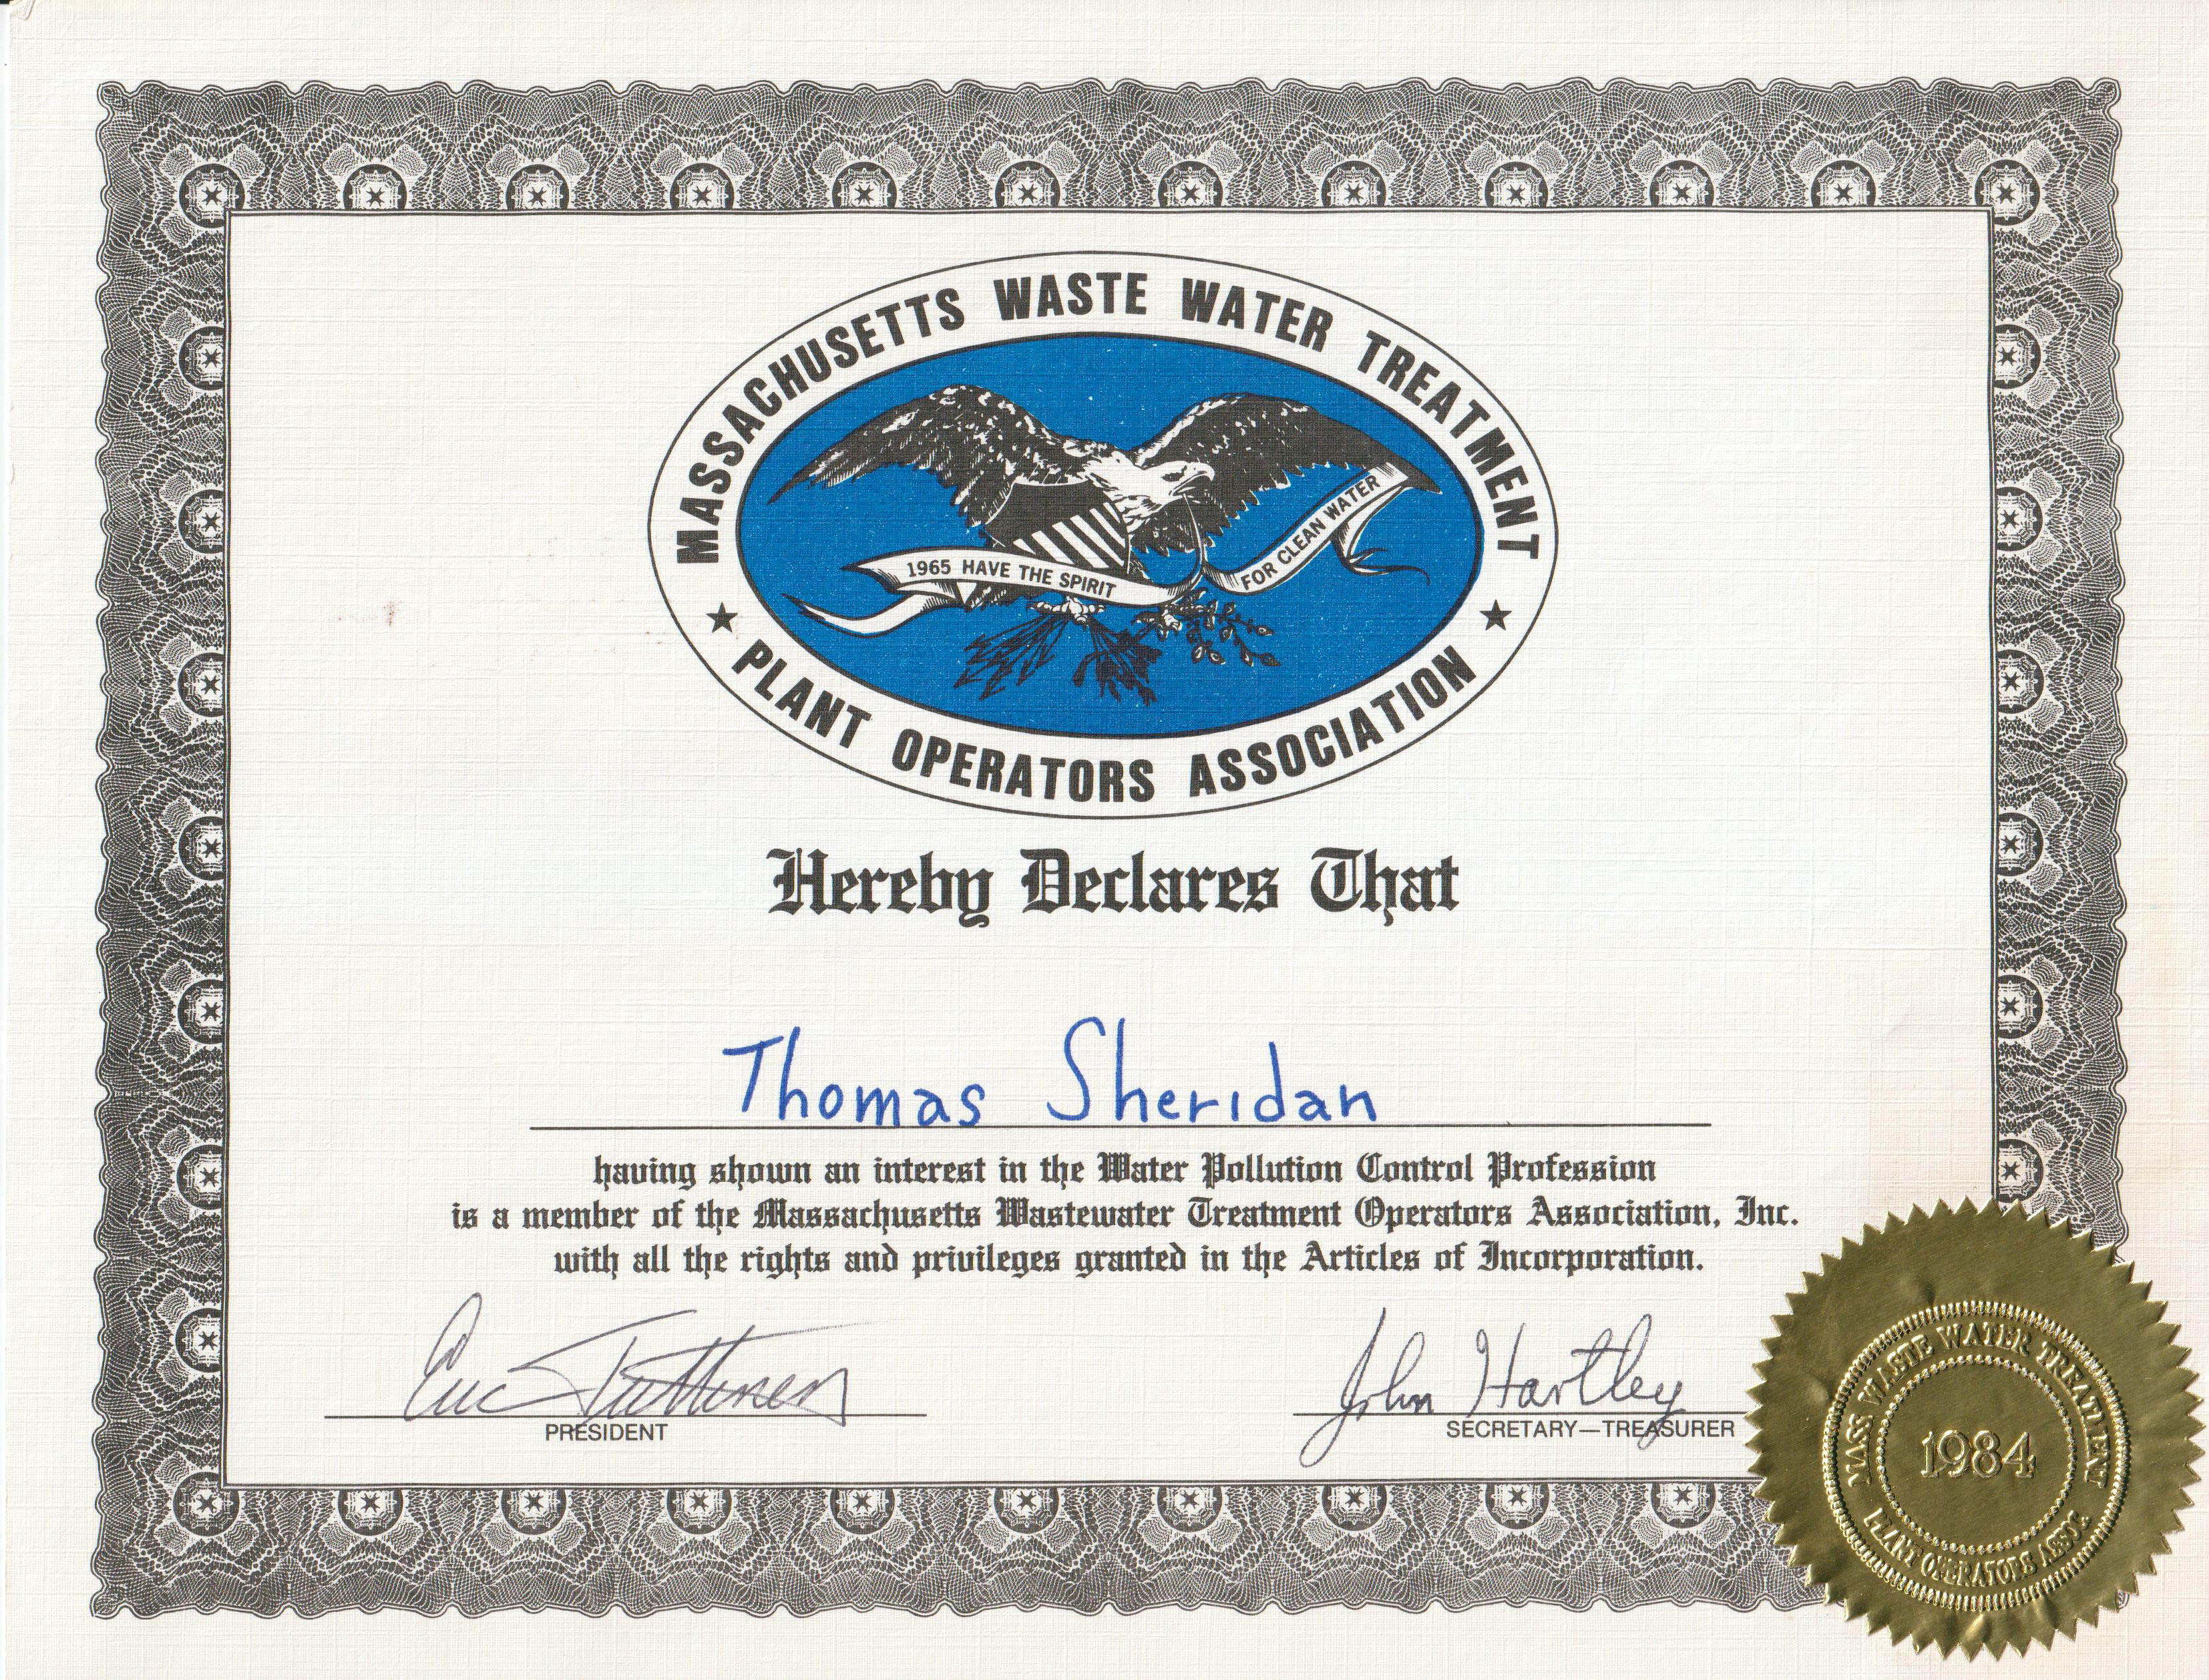 MASSACHUSETTS WASTE WATER TREATMENT
1965 HAVE THE SPIRIT FOR CLEAN WATER
★ PLANT OPERATORS ASSOCIATION ★
Hereby Declares That
Thomas Sheridan
having shown an interest in the Water Pollution Control Profession
is a member of the Massachusetts Wastewater Treatment Operators Association, Inc.
with all the rights and privileges granted in the Articles of Incorporation.
Eric
John Hartley
PRESIDENT
SECRETARY—TREASURER
MASS. WASTE WATER TREATMENT
1984
PLANT OPERATORS ASSOC.